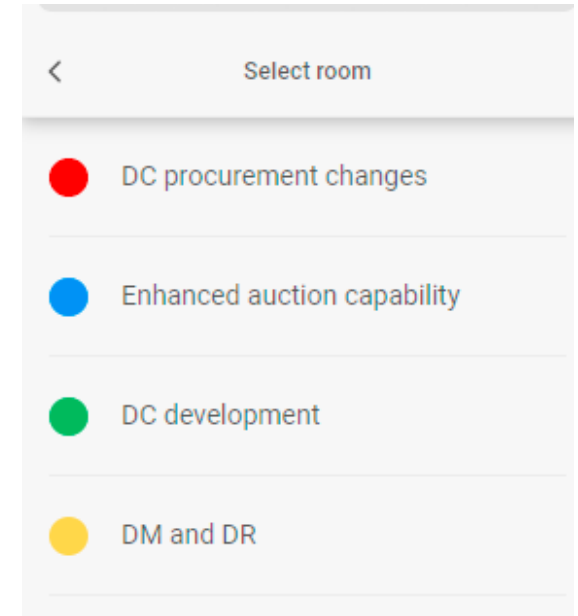 Select room
DC procurement changes
Enhanced auction capability
DC development
DM and DR